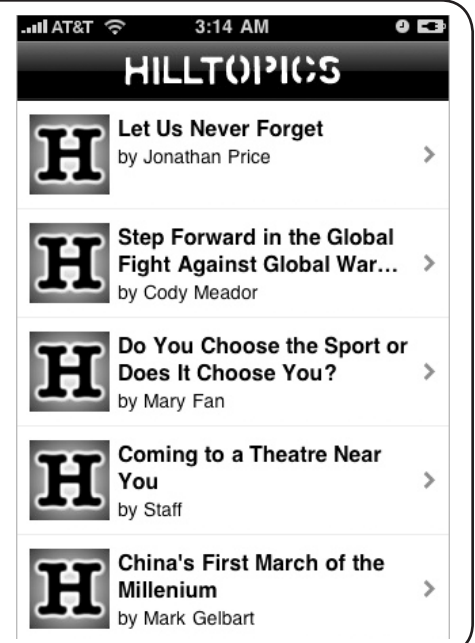 AT&T 3:14 AM
HILLTOPICS
H
Let Us Never Forget
by Jonathan Price
H
Step Forward in the Global
Fight Against Global War...
by Cody Meador
H
Do You Choose the Sport or
Does It Choose You?
by Mary Fan
H
Coming to a Theatre Near
You
by Staff
H
China's First March of the
Millenium
by Mark Gelbart